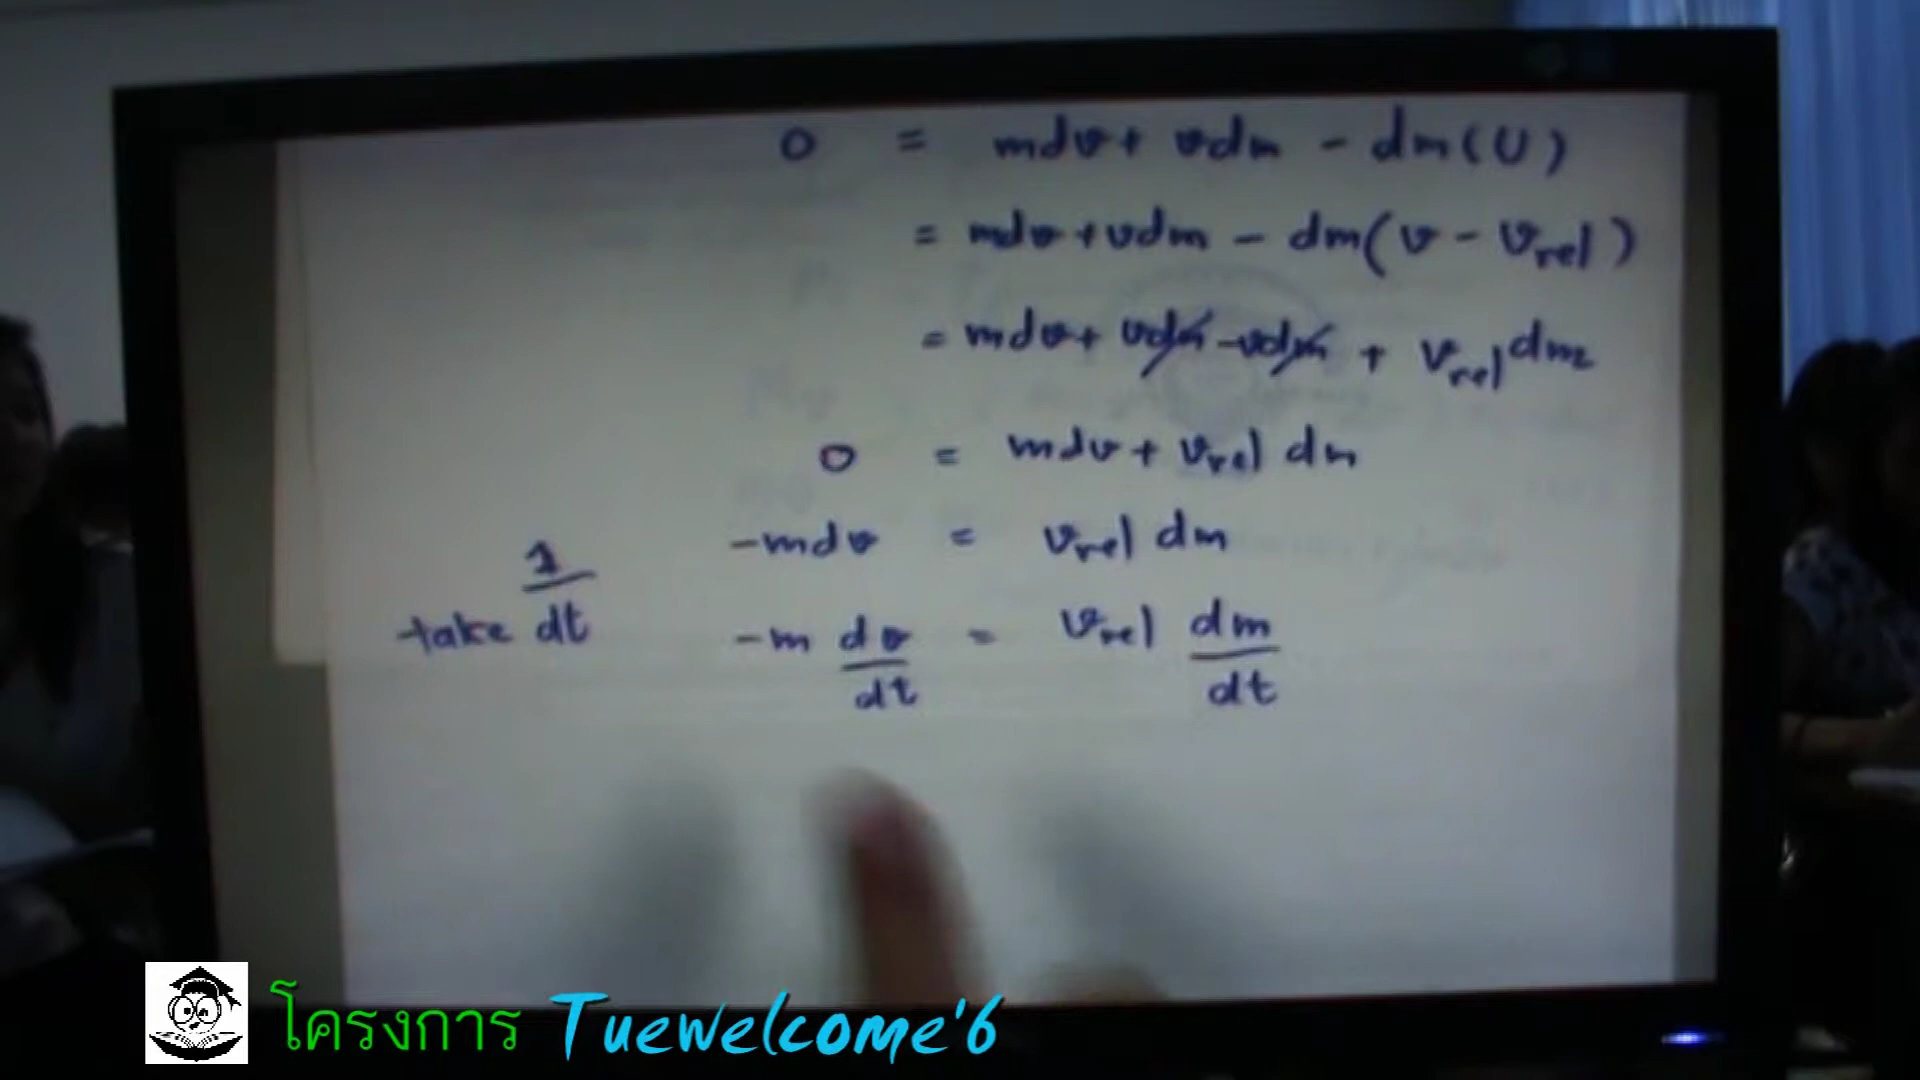 0 = mdv + vdm - dm(U)
= mdv + vdm - dm(v - vrel)
= mdv + vdm - vdm + vrel dm
0 = mdv + vrel dm
-mdv = vrel dm
take 1/dt -m dv/dt = vrel dm/dt
โครงการ Tuewelcome'6